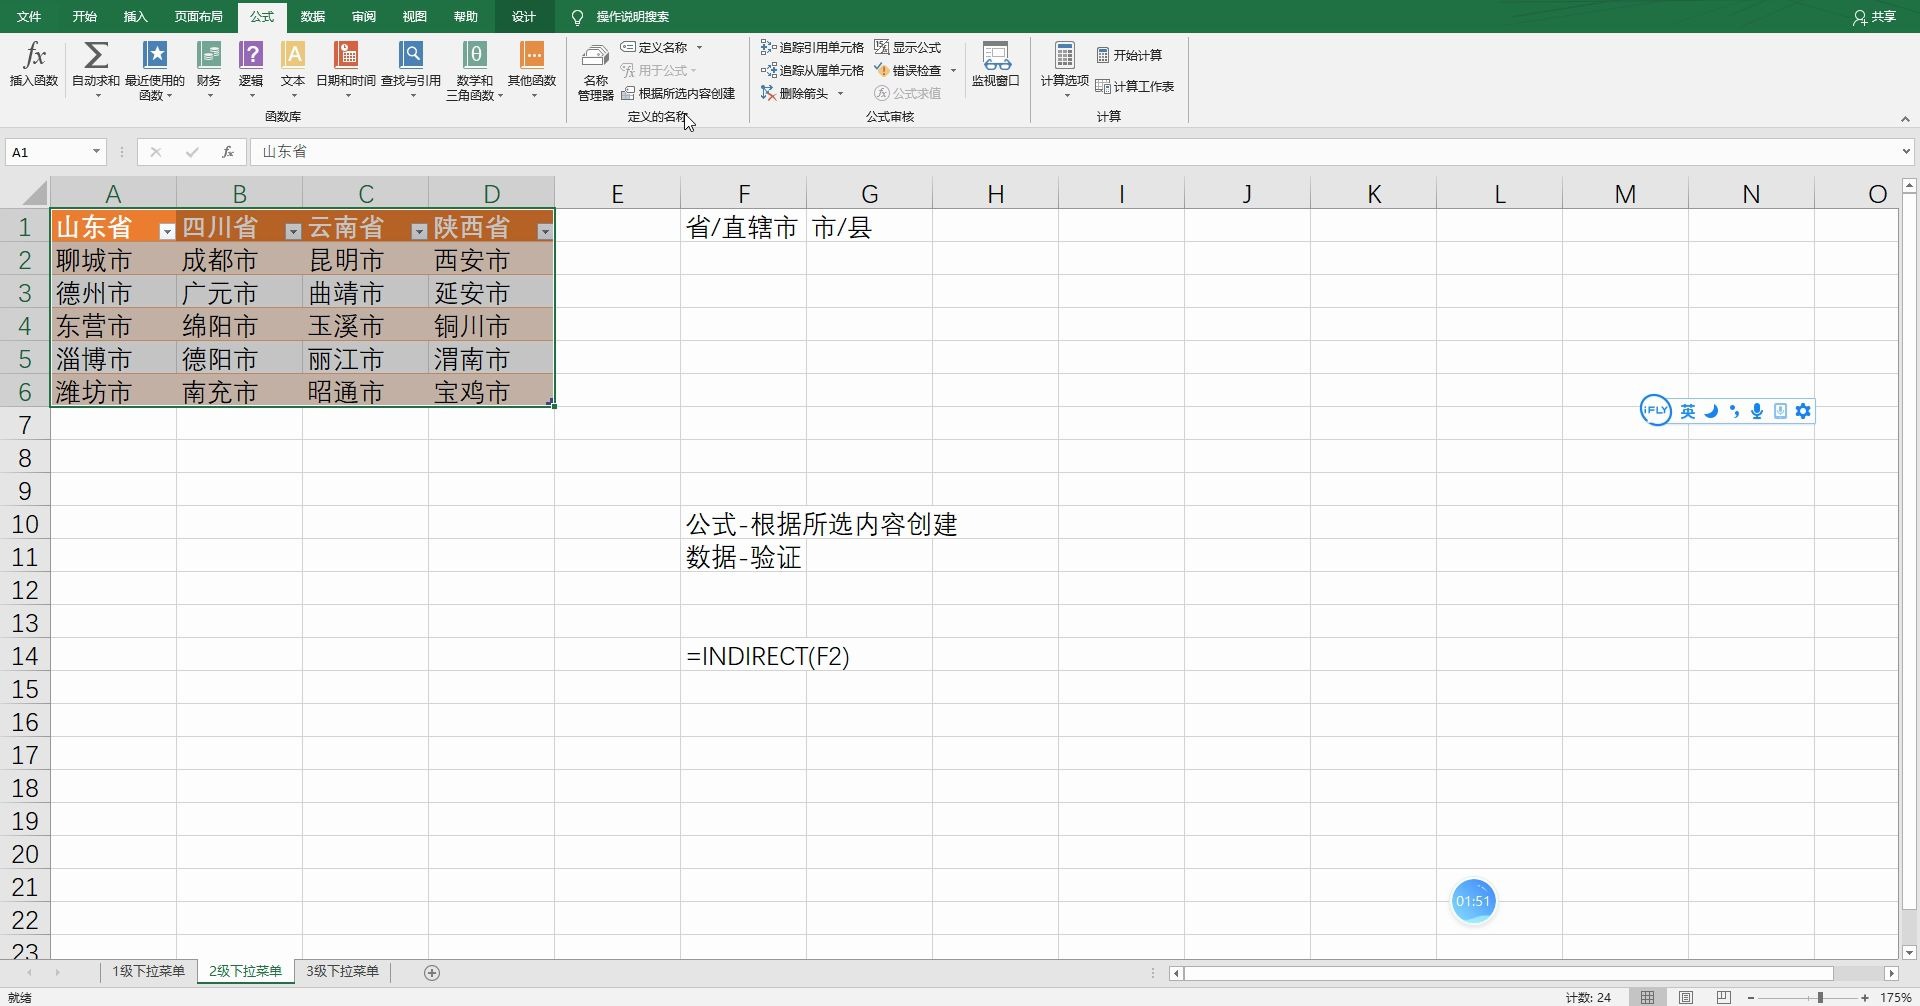 文件 开始 插入 页面布局 公式 数据 审阅 视图 帮助 设计 操作说明搜索 共享
插入函数 自动求和 最近使用的函数 财务 逻辑 文本 日期和时间 查找与引用 数学和三角函数 其他函数
函数库
名称管理器 定义名称 用于公式 根据所选内容创建
定义的名称
追踪引用单元格 追踪从属单元格 删除箭头 显示公式 错误检查 公式求值
公式审核
监视窗口
计算选项 开始计算 计算工作表
计算
A1 fx 山东省
A B C D E F G H I J K L M N O
1 山东省 四川省 云南省 陕西省 省/直辖市 市/县
2 聊城市 成都市 昆明市 西安市
3 德州市 广元市 曲靖市 延安市
4 东营市 绵阳市 玉溪市 铜川市
5 淄博市 德阳市 丽江市 渭南市
6 潍坊市 南充市 昭通市 宝鸡市
iFLY 英
7
8
9
10 公式-根据所选内容创建
11 数据-验证
12
13
14 =INDIRECT(F2)
15
16
17
18
19
20
21
01:51
22
23
1级下拉菜单 2级下拉菜单 3级下拉菜单
就绪 计数: 24 175%